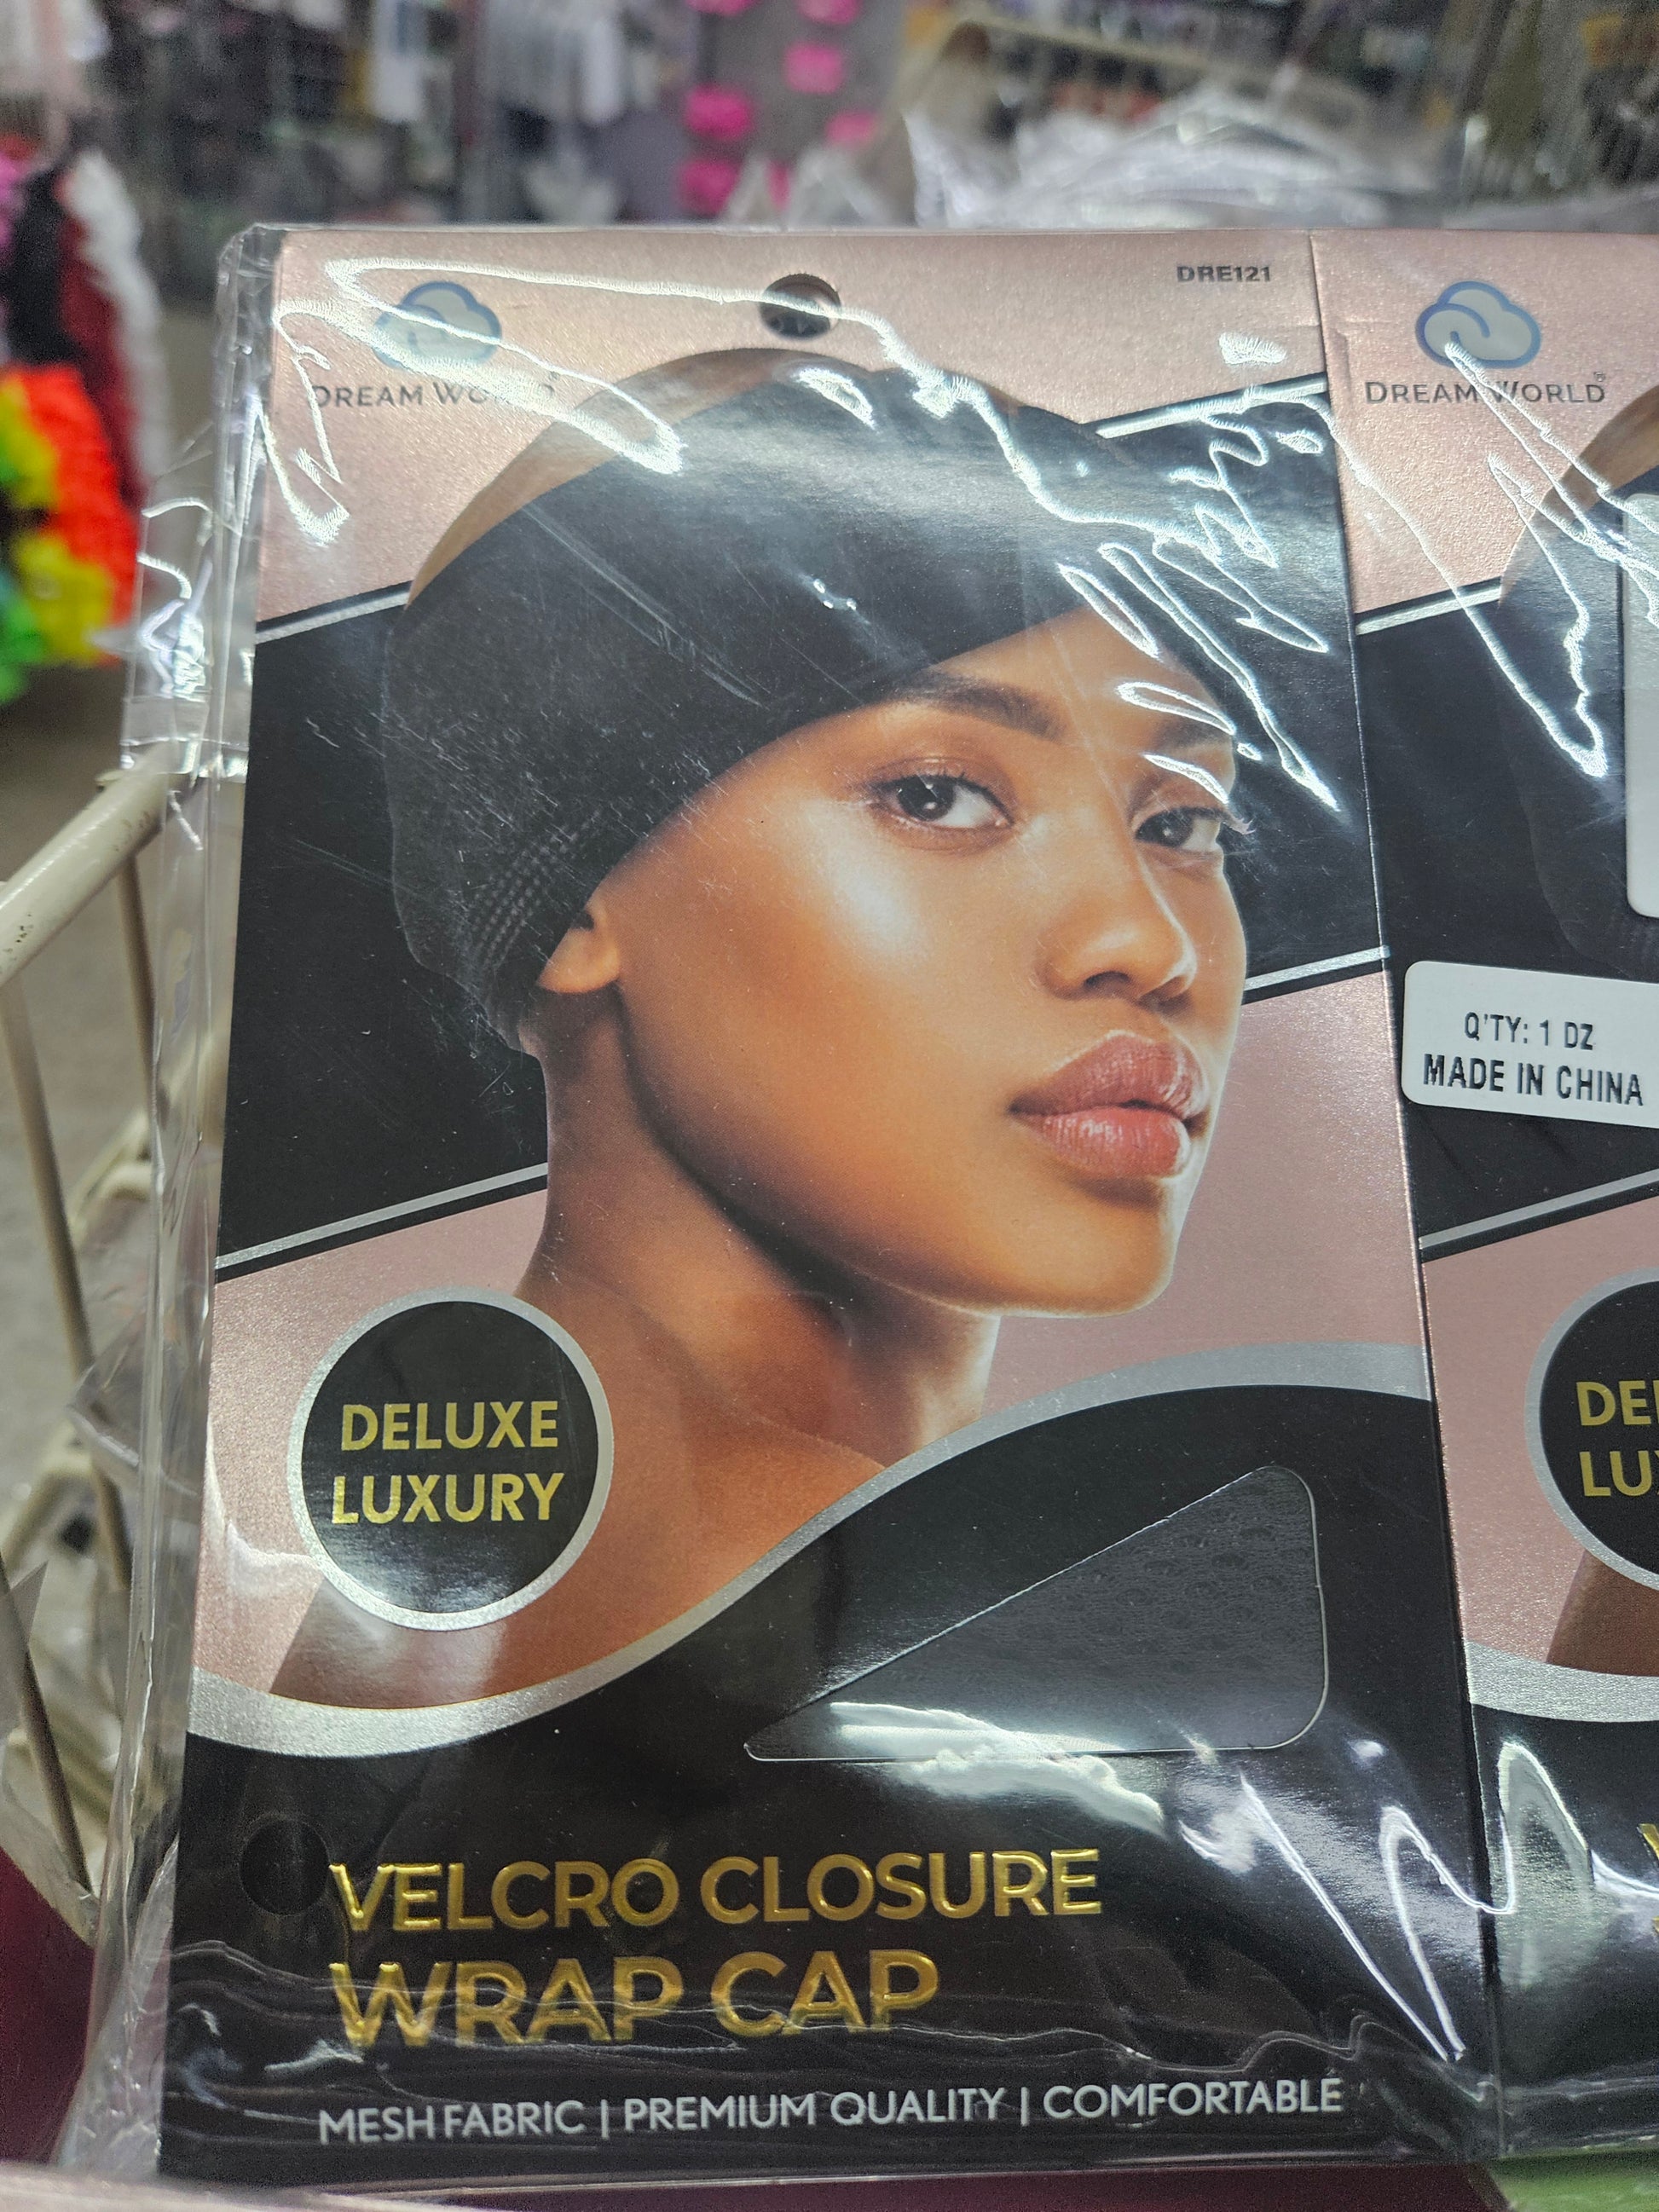 DRE121
DREAM WORLD
DREAM WORLD®
Q'TY: 1 DZ
MADE IN CHINA
DELUXE
LUXURY
VELCRO CLOSURE
WRAP CAP
MESH FABRIC | PREMIUM QUALITY | COMFORTABLE